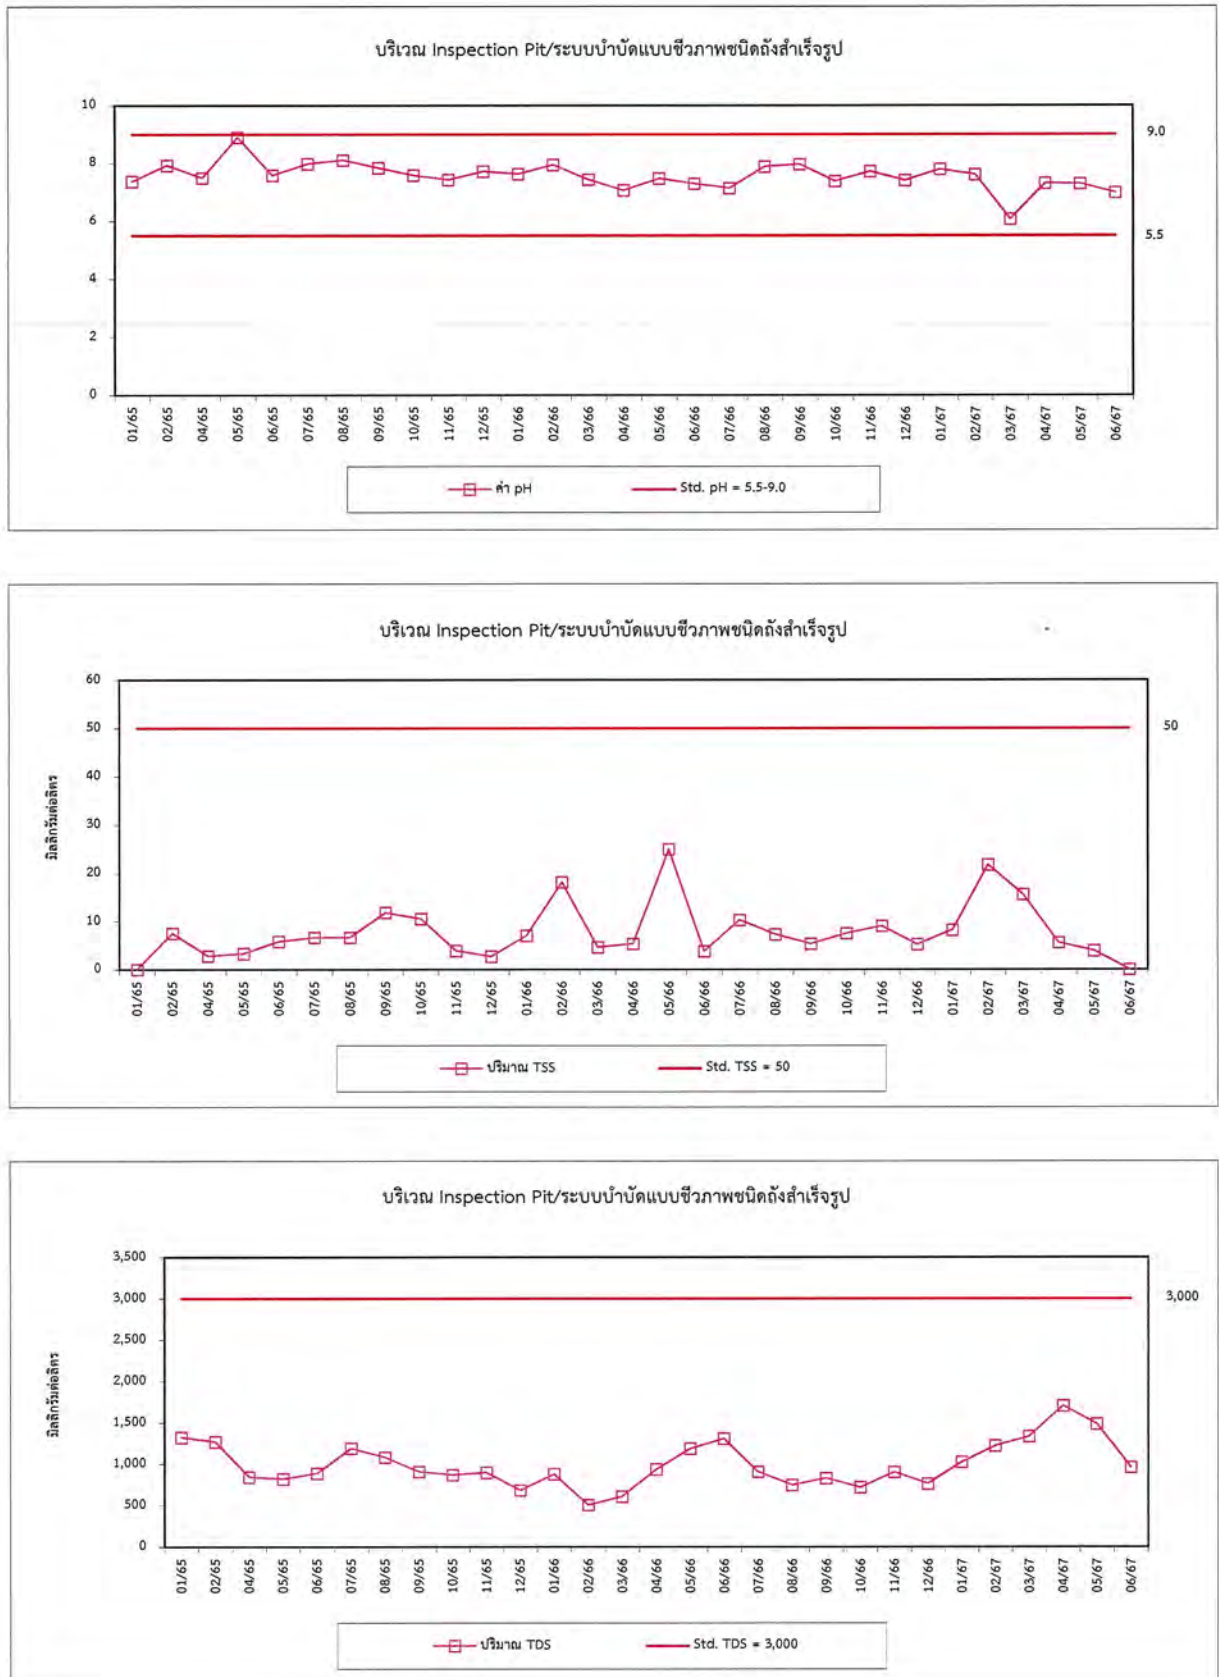 บริเวณ Inspection Pit/ระบบบำบัดแบบชีวภาพชนิดถังสำเร็จรูป
10
8
6
4
2
0
9.0
5.5
01/65 02/65 04/65 05/65 06/65 07/65 08/65 09/65 10/65 11/65 12/65 01/66 02/66 03/66 04/66 05/66 06/66 07/66 08/66 09/66 10/66 11/66 12/66 01/67 02/67 03/67 04/67 05/67 06/67
ค่า pH Std. pH = 5.5-9.0
บริเวณ Inspection Pit/ระบบบำบัดแบบชีวภาพชนิดถังสำเร็จรูป
มิลลิกรัมต่อลิตร
60
50
40
30
20
10
0
50
01/65 02/65 04/65 05/65 06/65 07/65 08/65 09/65 10/65 11/65 12/65 01/66 02/66 03/66 04/66 05/66 06/66 07/66 08/66 09/66 10/66 11/66 12/66 01/67 02/67 03/67 04/67 05/67 06/67
ปริมาณ TSS Std. TSS = 50
บริเวณ Inspection Pit/ระบบบำบัดแบบชีวภาพชนิดถังสำเร็จรูป
มิลลิกรัมต่อลิตร
3,500
3,000
2,500
2,000
1,500
1,000
500
0
3,000
01/65 02/65 04/65 05/65 06/65 07/65 08/65 09/65 10/65 11/65 12/65 01/66 02/66 03/66 04/66 05/66 06/66 07/66 08/66 09/66 10/66 11/66 12/66 01/67 02/67 03/67 04/67 05/67 06/67
ปริมาณ TDS Std. TDS = 3,000